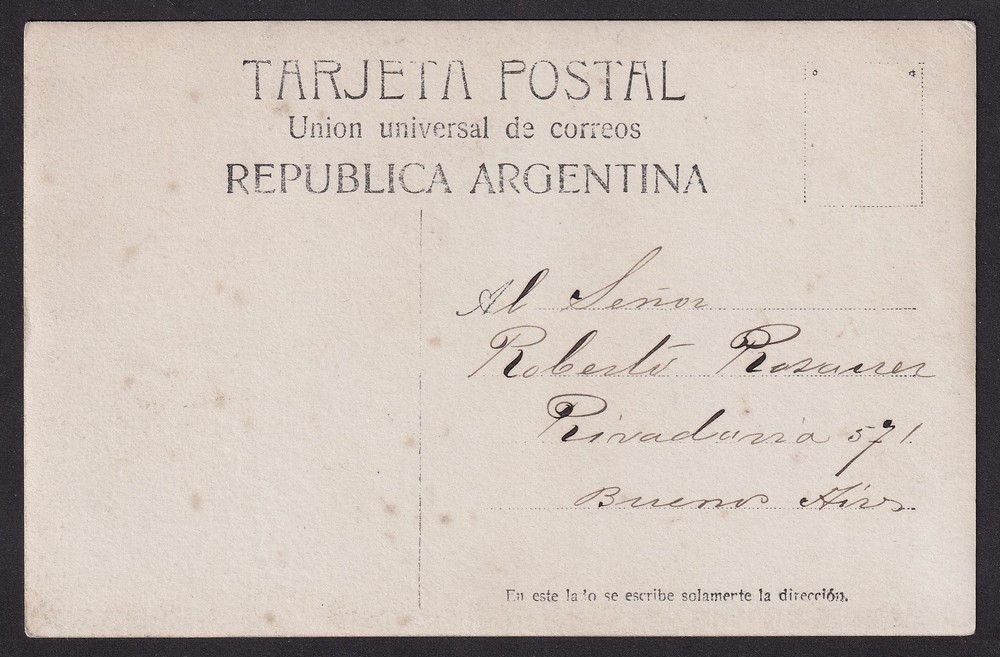 TARJETA POSTAL
Union universal de correos
REPUBLICA ARGENTINA
Al Señor
Roberto
Rivadavia 571
Buenos Aires
En este lado se escribe solamente la dirección.